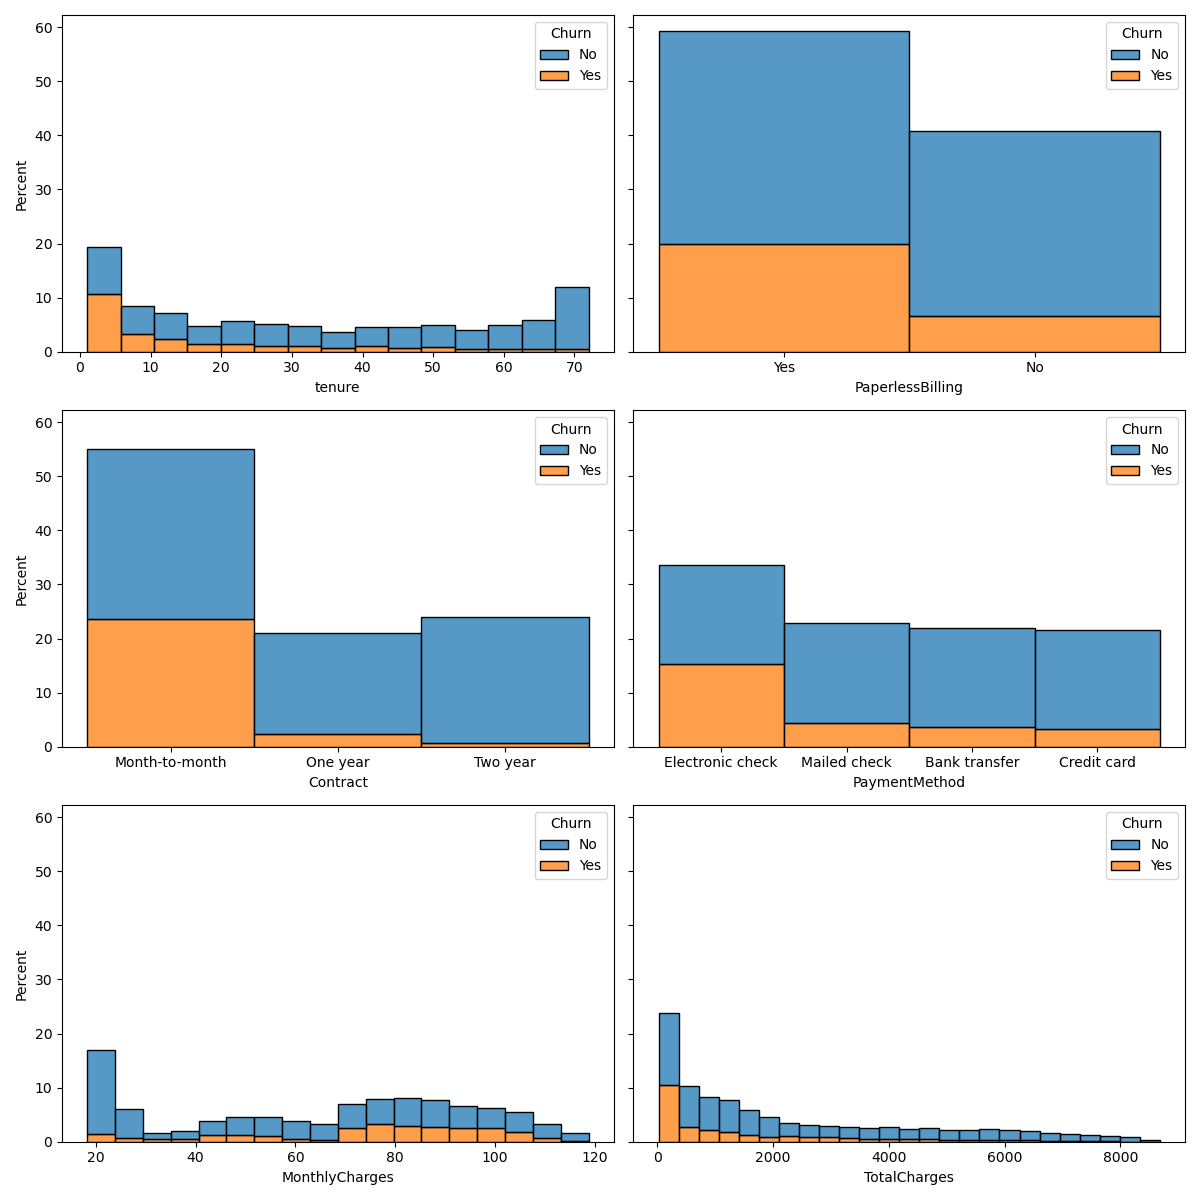 Churn
No
Yes
60
50
40
30
20
10
0
Percent
0 10 20 30 40 50 60 70
tenure
Churn
No
Yes
Yes No
PaperlessBilling
Churn
No
Yes
60
50
40
30
20
10
0
Percent
Month-to-month One year Two year
Contract
Churn
No
Yes
Electronic check Mailed check Bank transfer Credit card
PaymentMethod
Churn
No
Yes
60
50
40
30
20
10
0
Percent
20 40 60 80 100 120
MonthlyCharges
Churn
No
Yes
0 2000 4000 6000 8000
TotalCharges